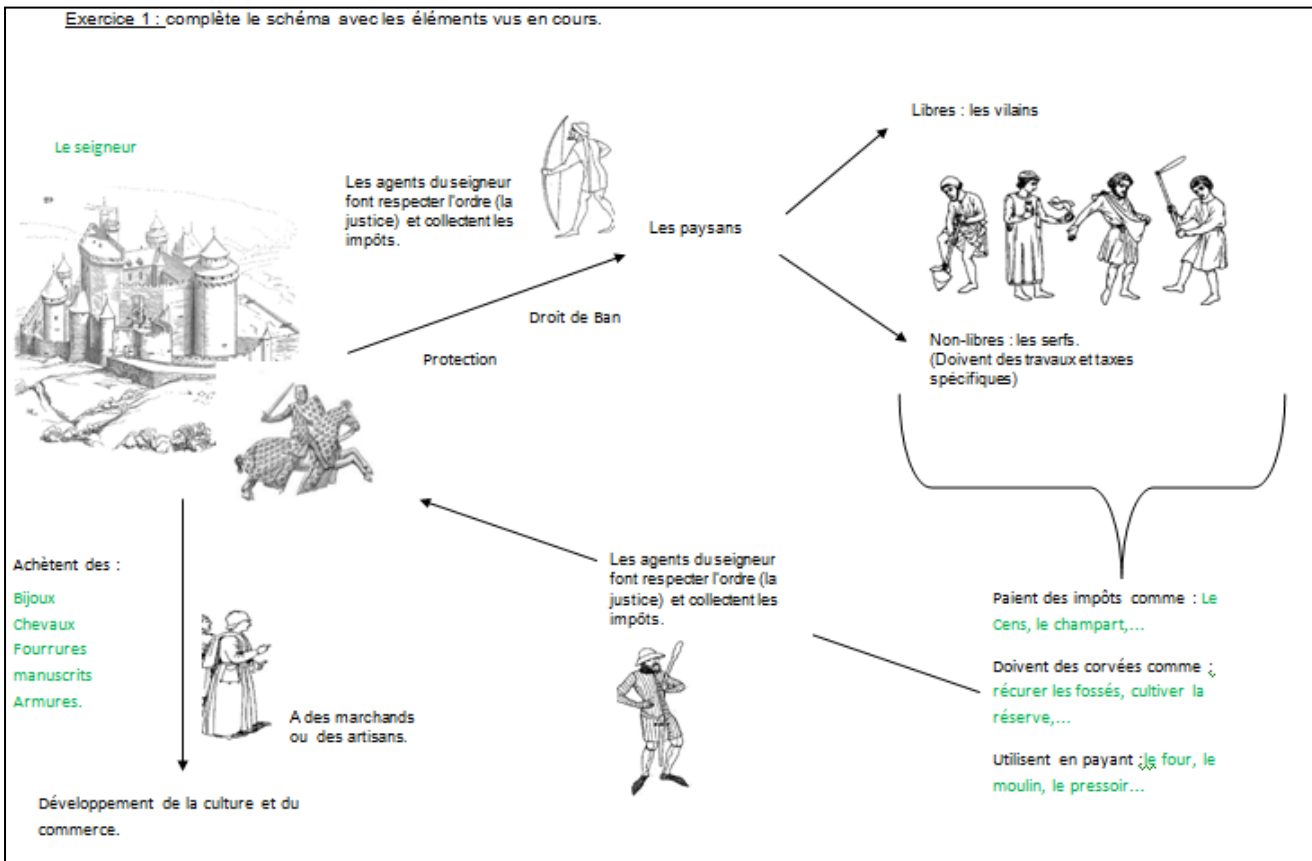 Exercice 1 : complète le schéma avec les éléments vus en cours.
Le seigneur
Les agents du seigneur
font respecter l'ordre (la
justice) et collectent les
impôts.
Les paysans
Libres : les vilains
Droit de Ban
Protection
Non-libres : les serfs.
(Doivent des travaux et taxes
spécifiques)
Achètent des :
Bijoux
Chevaux
Fourrures
manuscrits
Armures.
A des marchands
ou des artisans.
Développement de la culture et du
commerce.
Les agents du seigneur
font respecter l'ordre (la
justice) et collectent les
impôts.
Paient des impôts comme : Le
Cens, le champart,...
Doivent des corvées comme :
récurer les fossés, cultiver la
réserve,...
Utilisent en payant :le four, le
moulin, le pressoir...